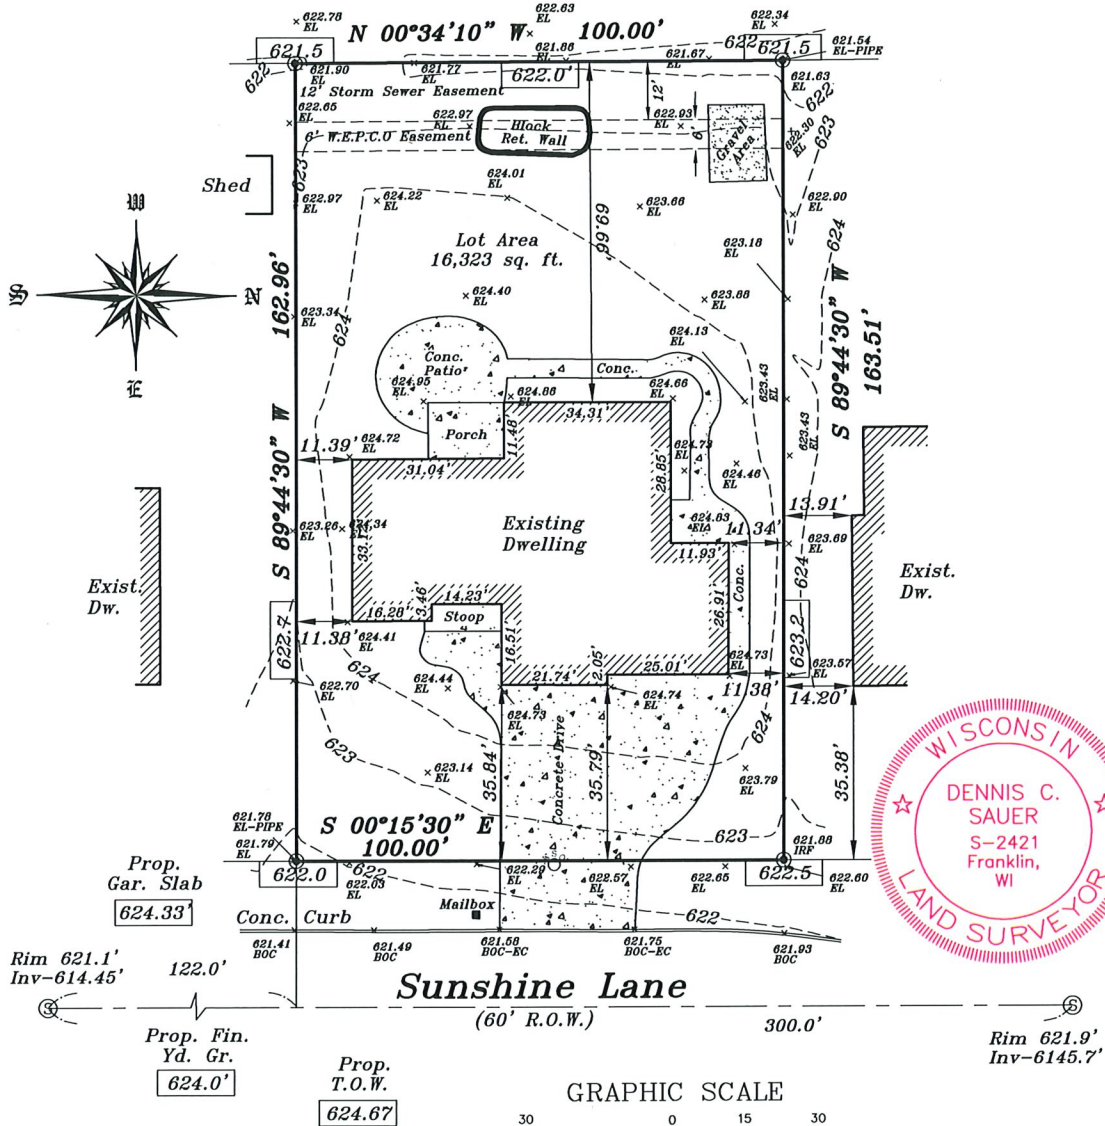 622.78
EL
622.63
EL
622.34
EL
N 00°34'10" W 100.00'
621.5
622
621.90
EL
621.77
EL
621.86
EL
622.0'
621.67
EL
622
621.5
621.54
EL-PIPE
621.63
EL
622
12' Storm Sewer Easement
12'
622.65
EL
622.97
EL
Hlock
Ret. Wall
622.93
EL
6'
Gravel
Area
622.30
EL
623
6' W.E.P.C.O Easement
Shed
623
622.97
EL
624.22
EL
624.01
EL
623.66
EL
622.90
EL
W
S
N
E
Lot Area
16,323 sq. ft.
69.66'
623.18
EL
624
162.96'
S 89°44'30" W
623.34
EL
624
624.40
EL
623.88
EL
624.13
EL
S 89°44'30" W
163.51'
Conc.
Patio
Conc.
624.95
EL
624.86
EL
624.66
EL
623.43
EL
34.31'
11.48'
Porch
11.39'
624.72
EL
31.04'
28.85'
624.73
EL
624.46
EL
623.43
EL
13.91'
Existing
Dwelling
623.26
EL
624.34
EL
624.83
EL
11.34'
11.93'
623.69
EL
Exist.
Dw.
Exist.
Dw.
14.23'
3.46'
16.28'
Stoop
26.91'
Conc.
624
622.7
623.2
11.38'
624.41
EL
16.51'
624
622.70
EL
624.44
EL
21.74'
2.05'
25.01'
624.73
EL
11.38'
623.57
EL
14.20'
624.73
EL
624.74
EL
624
623
623.14
EL
35.84'
Concrete Drive
35.79'
623.79
EL
35.38'
621.78
EL-PIPE
621.79
EL
S 00°15'30" E
100.00'
623
621.88
IRF
622.0
622.03
EL
622
622.29
EL
622.57
EL
622.65
EL
622.5
622.60
EL
Prop.
Gar. Slab
624.33'
Mailbox
622
Conc. Curb
621.41
BOC
621.49
BOC
621.58
BOC-EC
621.75
BOC-EC
621.93
BOC
WISCONSIN
DENNIS C.
SAUER
S-2421
Franklin,
WI
LAND SURVEYOR
Rim 621.1'
Inv-614.45'
122.0'
Sunshine Lane
(60' R.O.W.)
300.0'
S
S
Rim 621.9'
Inv-6145.7'
Prop. Fin.
Yd. Gr.
624.0'
Prop.
T.O.W.
624.67
GRAPHIC SCALE
30 0 15 30